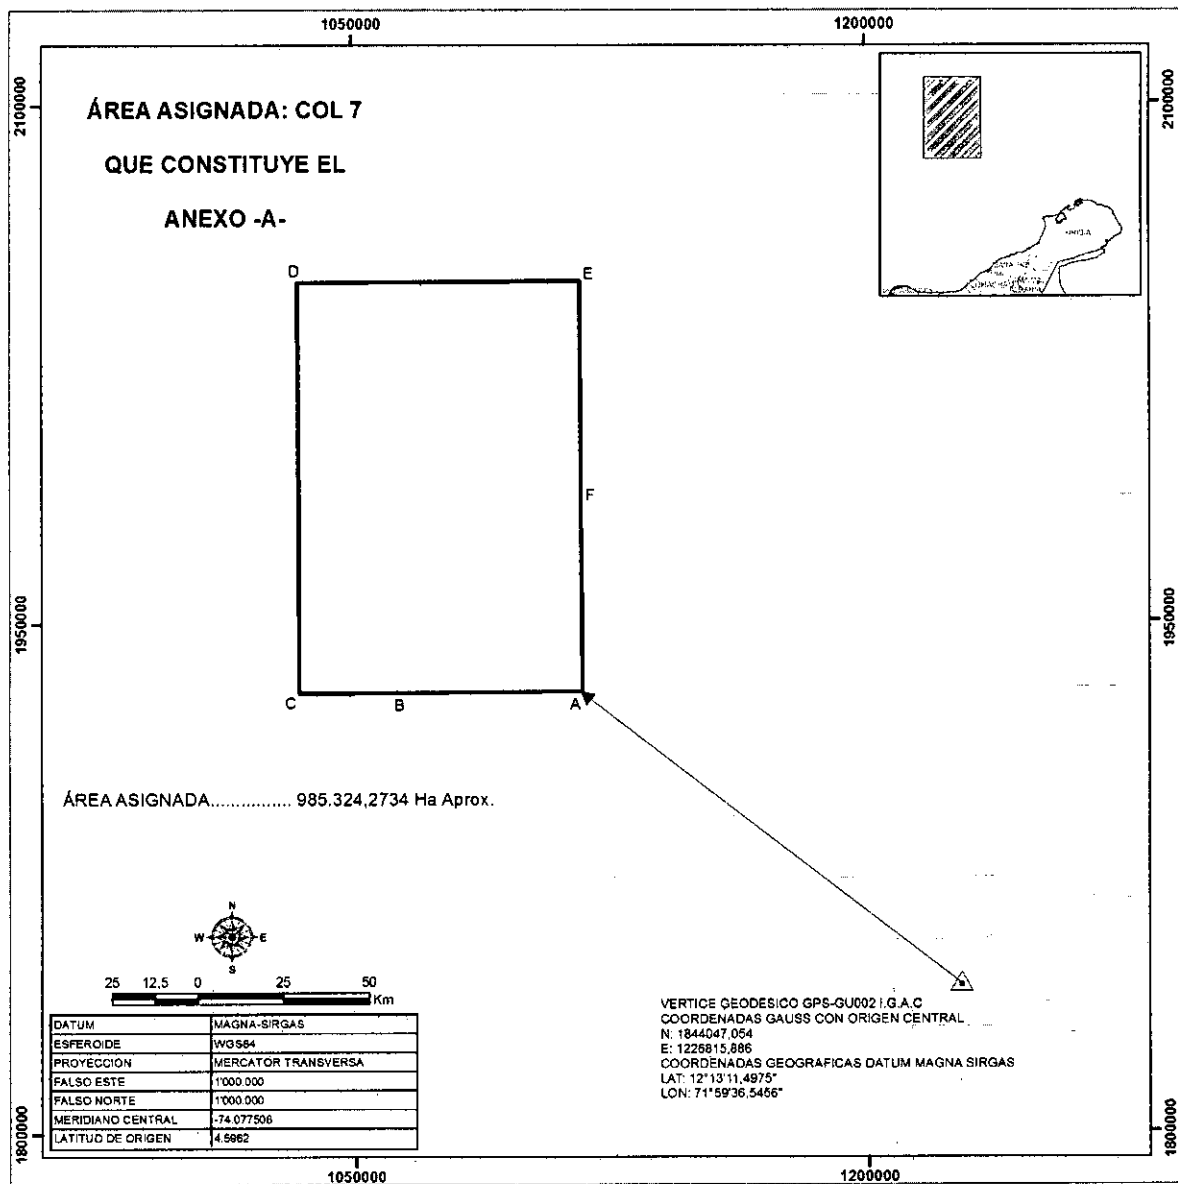 1050000
1200000
2100000
2100000
ÁREA ASIGNADA: COL 7
QUE CONSTITUYE EL
ANEXO -A-
D
E
F
1950000
1950000
C
B
A
ÁREA ASIGNADA................ 985.324,2734 Ha Aprox.
N
W
E
S
25 12,5 0 25 50
Km
DATUM MAGNA-SIRGAS
ESFEROIDE WGS84
PROYECCION MERCATOR TRANSVERSA
FALSO ESTE 1'000.000
FALSO NORTE 1'000.000
MERIDIANO CENTRAL -74.077506
LATITUD DE ORIGEN 4.5962
VERTICE GEODESICO GPS-GU002 I.G.A.C
COORDENADAS GAUSS CON ORIGEN CENTRAL
N: 1844047,054
E: 1226815,886
COORDENADAS GEOGRAFICAS DATUM MAGNA SIRGAS
LAT: 12°13'11,4975"
LON: 71°59'36,5456"
1800000
1800000
1050000
1200000